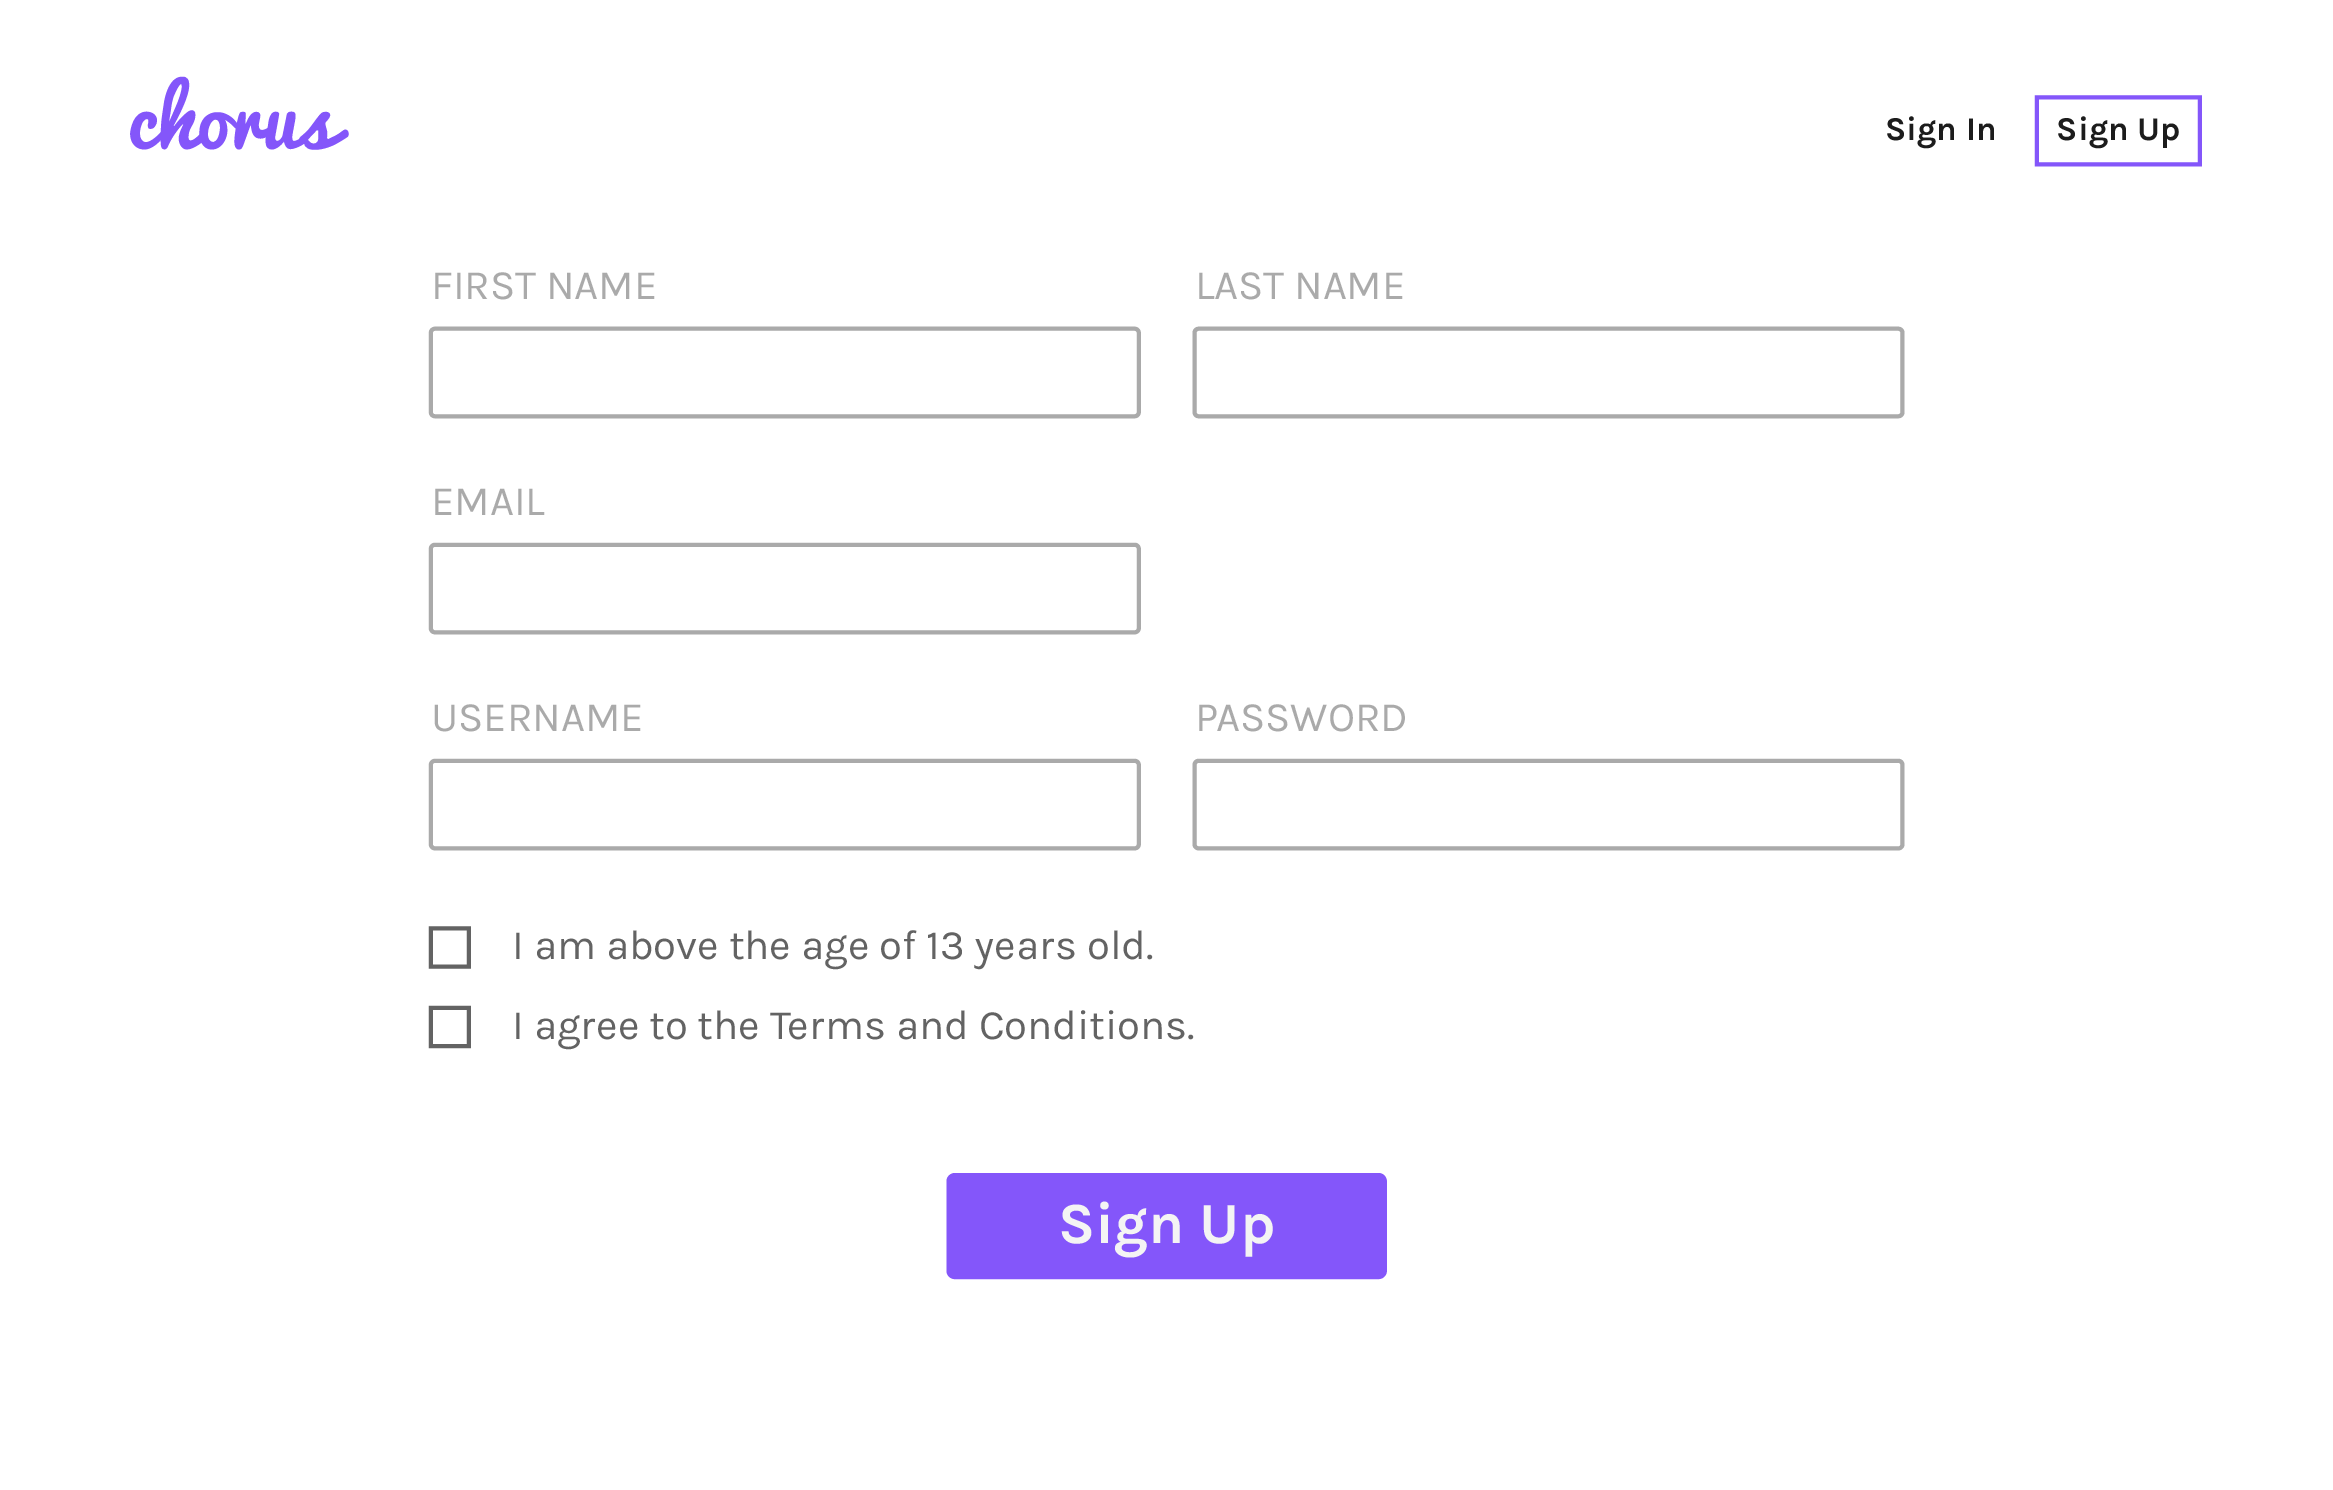 chorus
Sign In
Sign Up
FIRST NAME
LAST NAME
EMAIL
USERNAME
PASSWORD
I am above the age of 13 years old.
I agree to the Terms and Conditions.
Sign Up